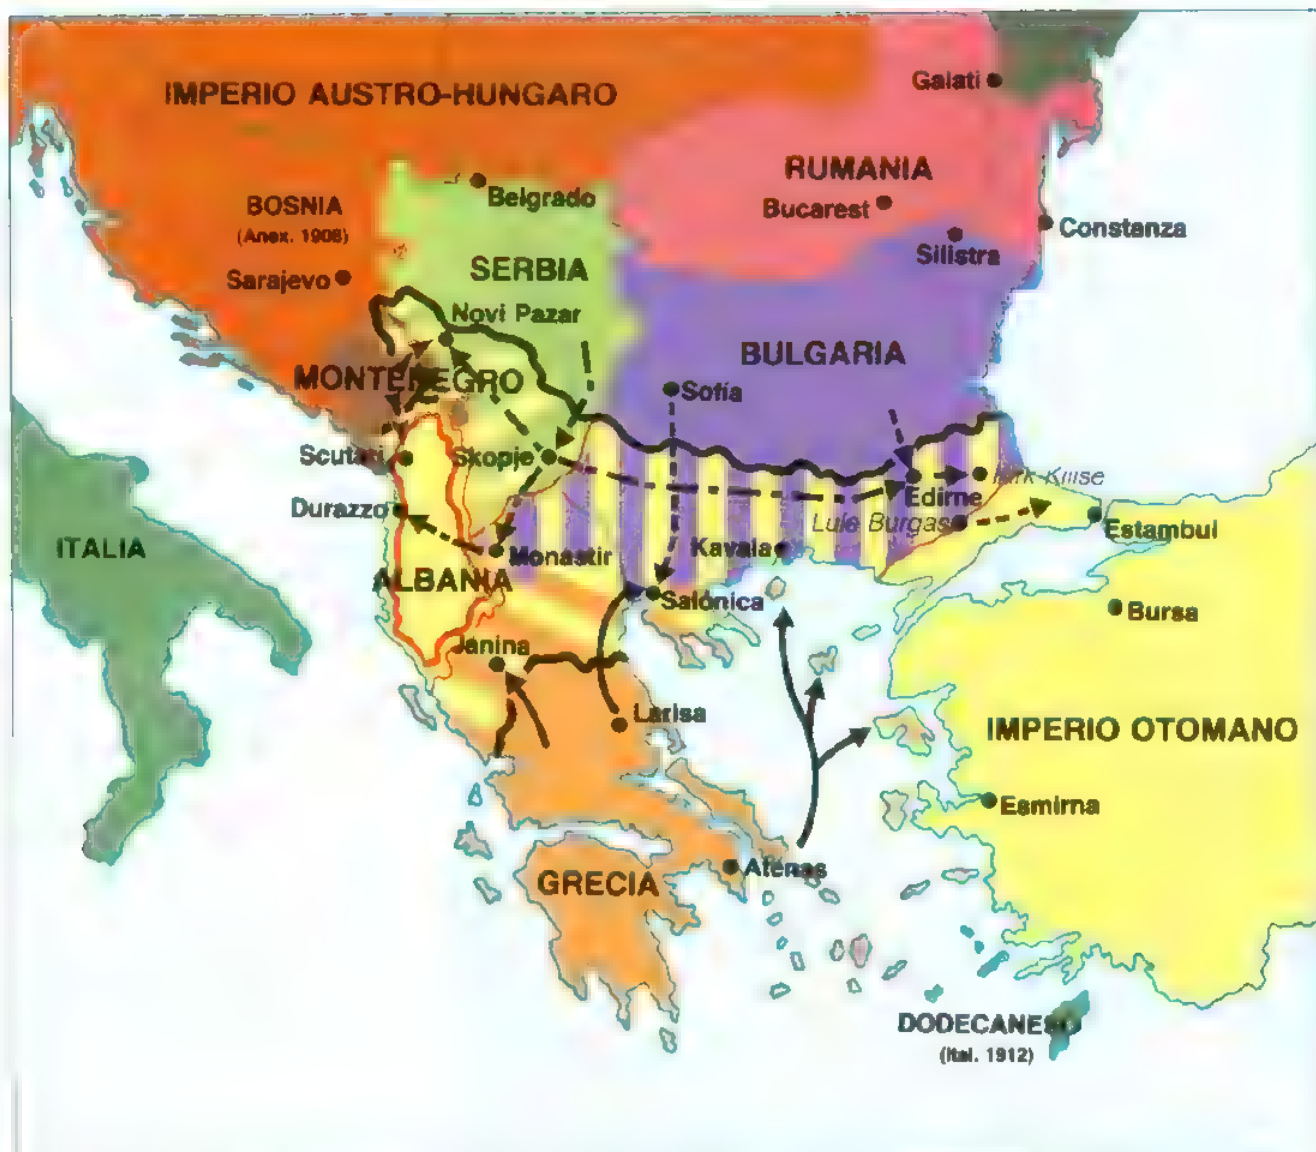 IMPERIO AUSTRO-HUNGARO
Galati
RUMANIA
BOSNIA
(Anex. 1908)
Belgrado
Bucarest
Constanza
Silistra
Sarajevo
SERBIA
Novi Pazar
BULGARIA
MONTENEGRO
Sofía
Scutari
Skopje
Kirk-Kilise
Edirne
Durazzo
Lule Burgas
Estambul
ITALIA
Monastir
Kavala
ALBANIA
Salónica
Bursa
Janina
Larisa
IMPERIO OTOMANO
Esmirna
Atenas
GRECIA
DODECANESO
(Ital. 1912)